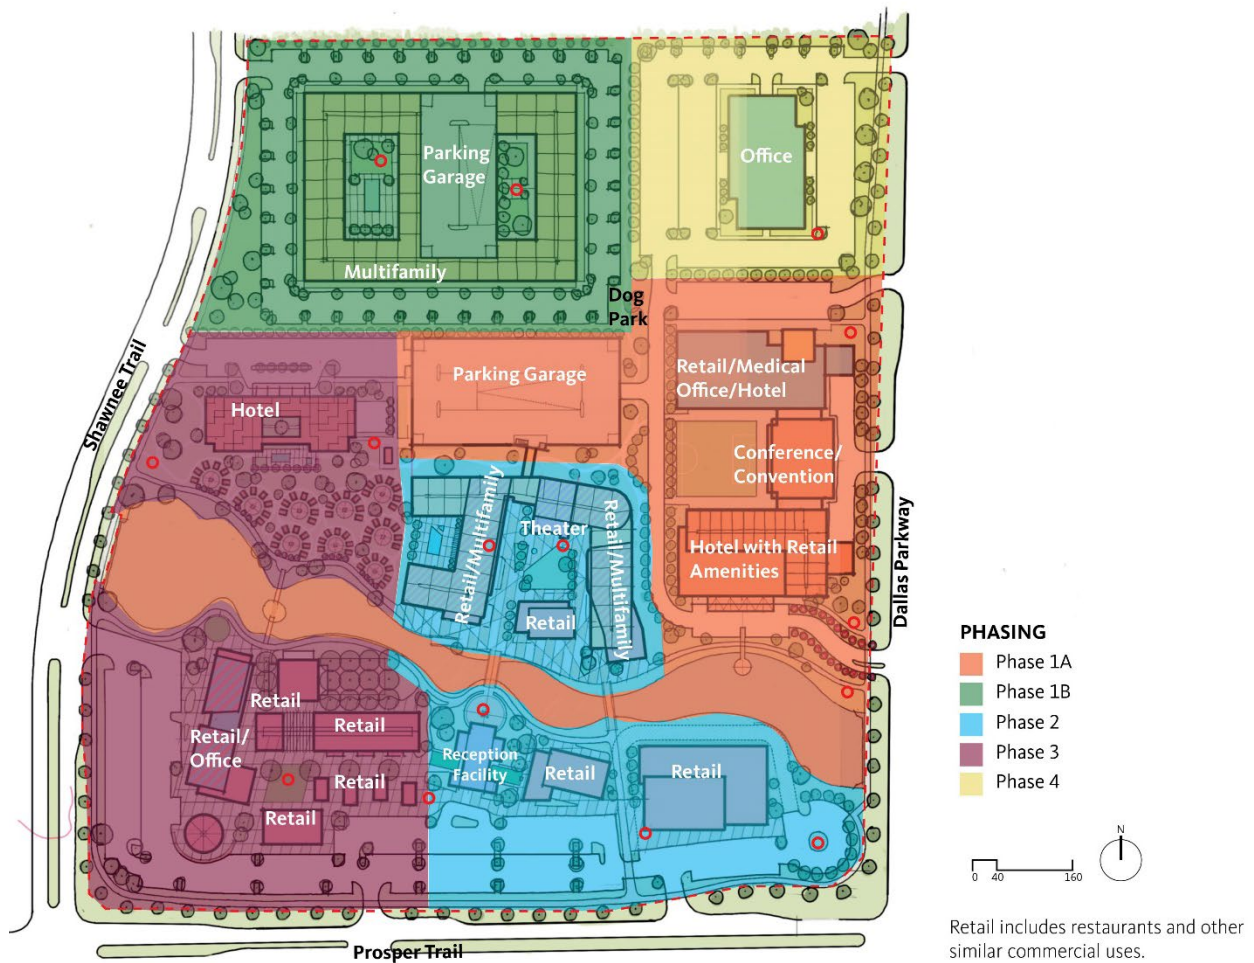 Parking
Garage
Office
Multifamily
Dog
Park
Shawnee Trail
Hotel
Parking Garage
Retail/Medical
Office/Hotel
Conference/
Convention
Retail/Multifamily
Theater
Retail/Multifamily
Hotel with Retail
Amenities
Dallas Parkway
Retail
Retail
Retail
Retail/
Office
Reception
Facility
Retail
Retail
Retail
Retail
Prosper Trail
PHASING
Phase 1A
Phase 1B
Phase 2
Phase 3
Phase 4
N
0 40 160
Retail includes restaurants and other
similar commercial uses.